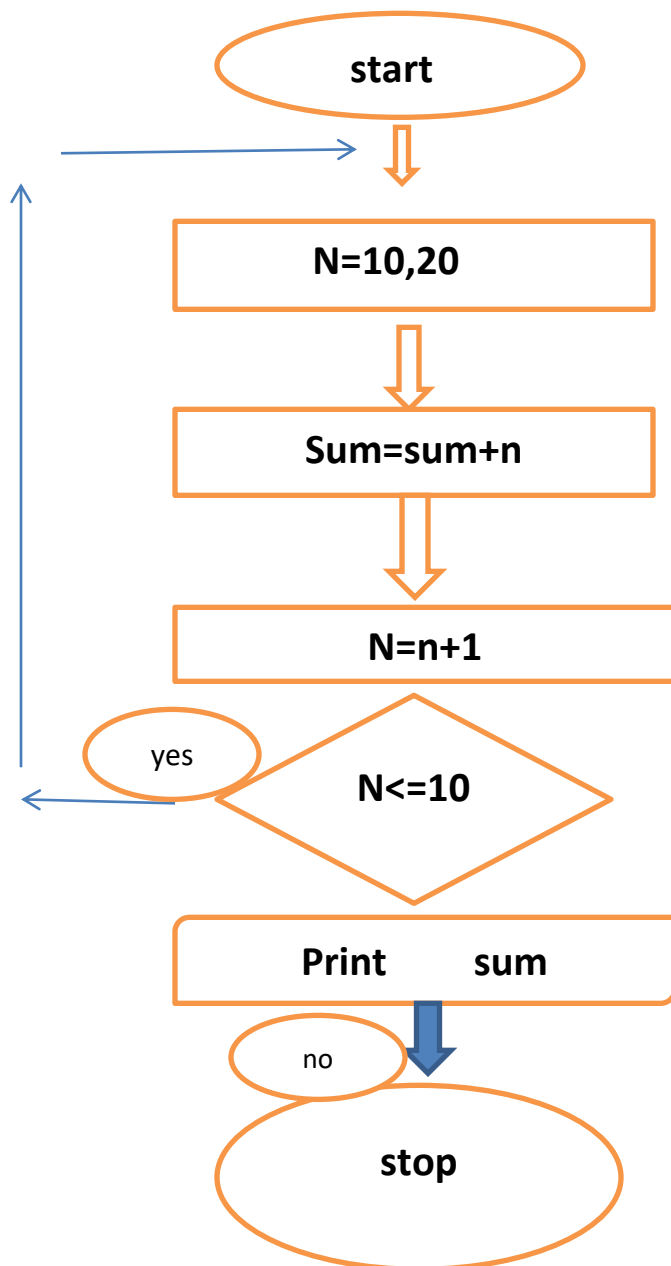 start
N=10,20
Sum=sum+n
N=n+1
yes
N<=10
Print sum
no
stop